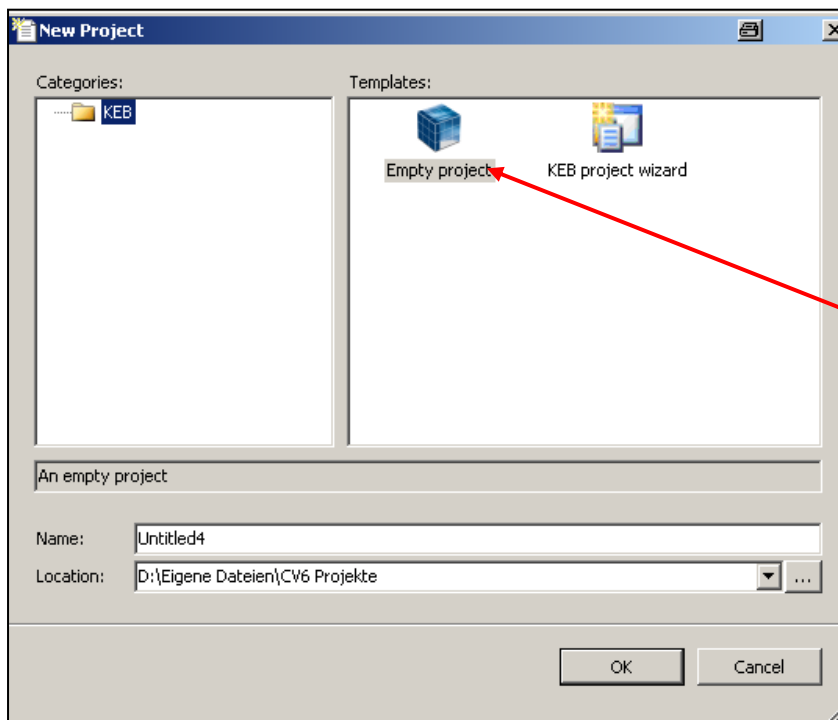 New Project
Categories:
Templates:
KEB
Empty project
KEB project wizard
An empty project
Name:
Untitled4
Location:
D:\Eigene Dateien\CV6 Projekte
...
OK
Cancel